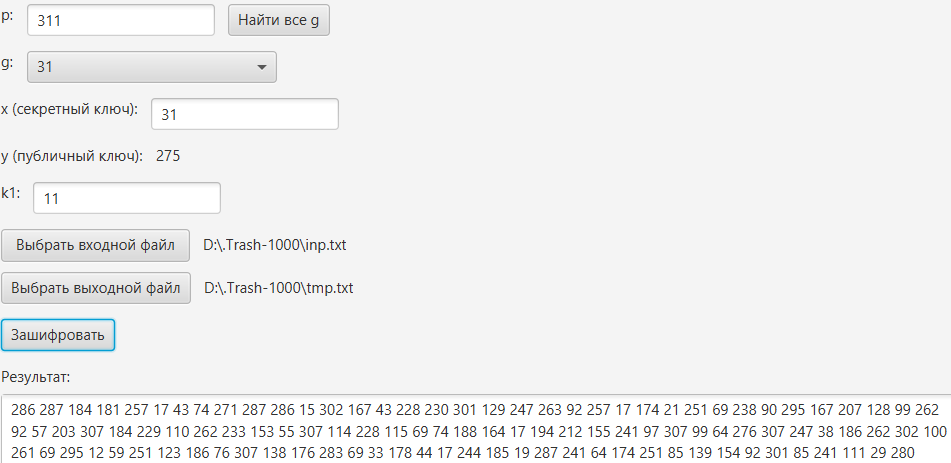 p: 311 Найти все g
g: 31
x (секретный ключ): 31
y (публичный ключ): 275
k1: 11
Выбрать входной файл D:\.Trash-1000\inp.txt
Выбрать выходной файл D:\.Trash-1000\tmp.txt
Зашифровать
Результат:
286 287 184 181 257 17 43 74 271 287 286 15 302 167 43 228 230 301 129 247 263 92 257 17 174 21 251 69 238 90 295 167 207 128 99 262
92 57 203 307 184 229 110 262 233 153 55 307 114 228 115 69 74 188 164 17 194 212 155 241 97 307 99 64 276 307 247 38 186 262 302 100
261 69 295 12 59 251 123 186 76 307 138 176 283 69 33 178 44 17 244 185 19 287 241 64 174 251 85 139 154 92 301 85 241 111 29 280